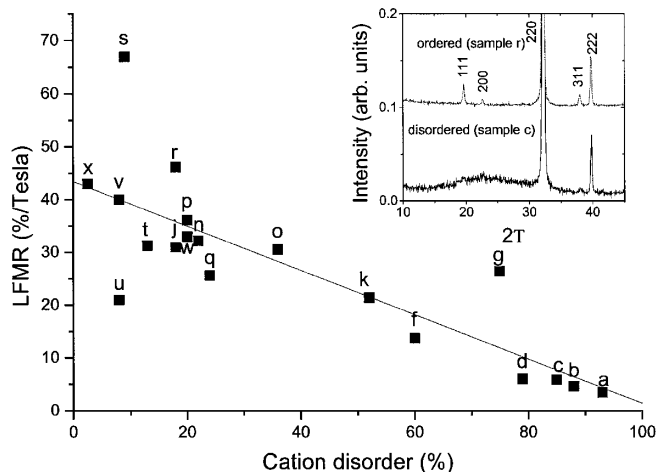 70
60
50
40
30
20
10
0
LFMR (%/Tesla)
0 20 40 60 80 100
Cation disorder (%)
s
r
x
v
p
t
j
n
w
o
q
u
g
k
f
d
c
b
a
0.2
0.1
0.0
Intensity (arb. units)
10 20 30 40
2T
ordered (sample r)
disordered (sample c)
111
200
220
311
222